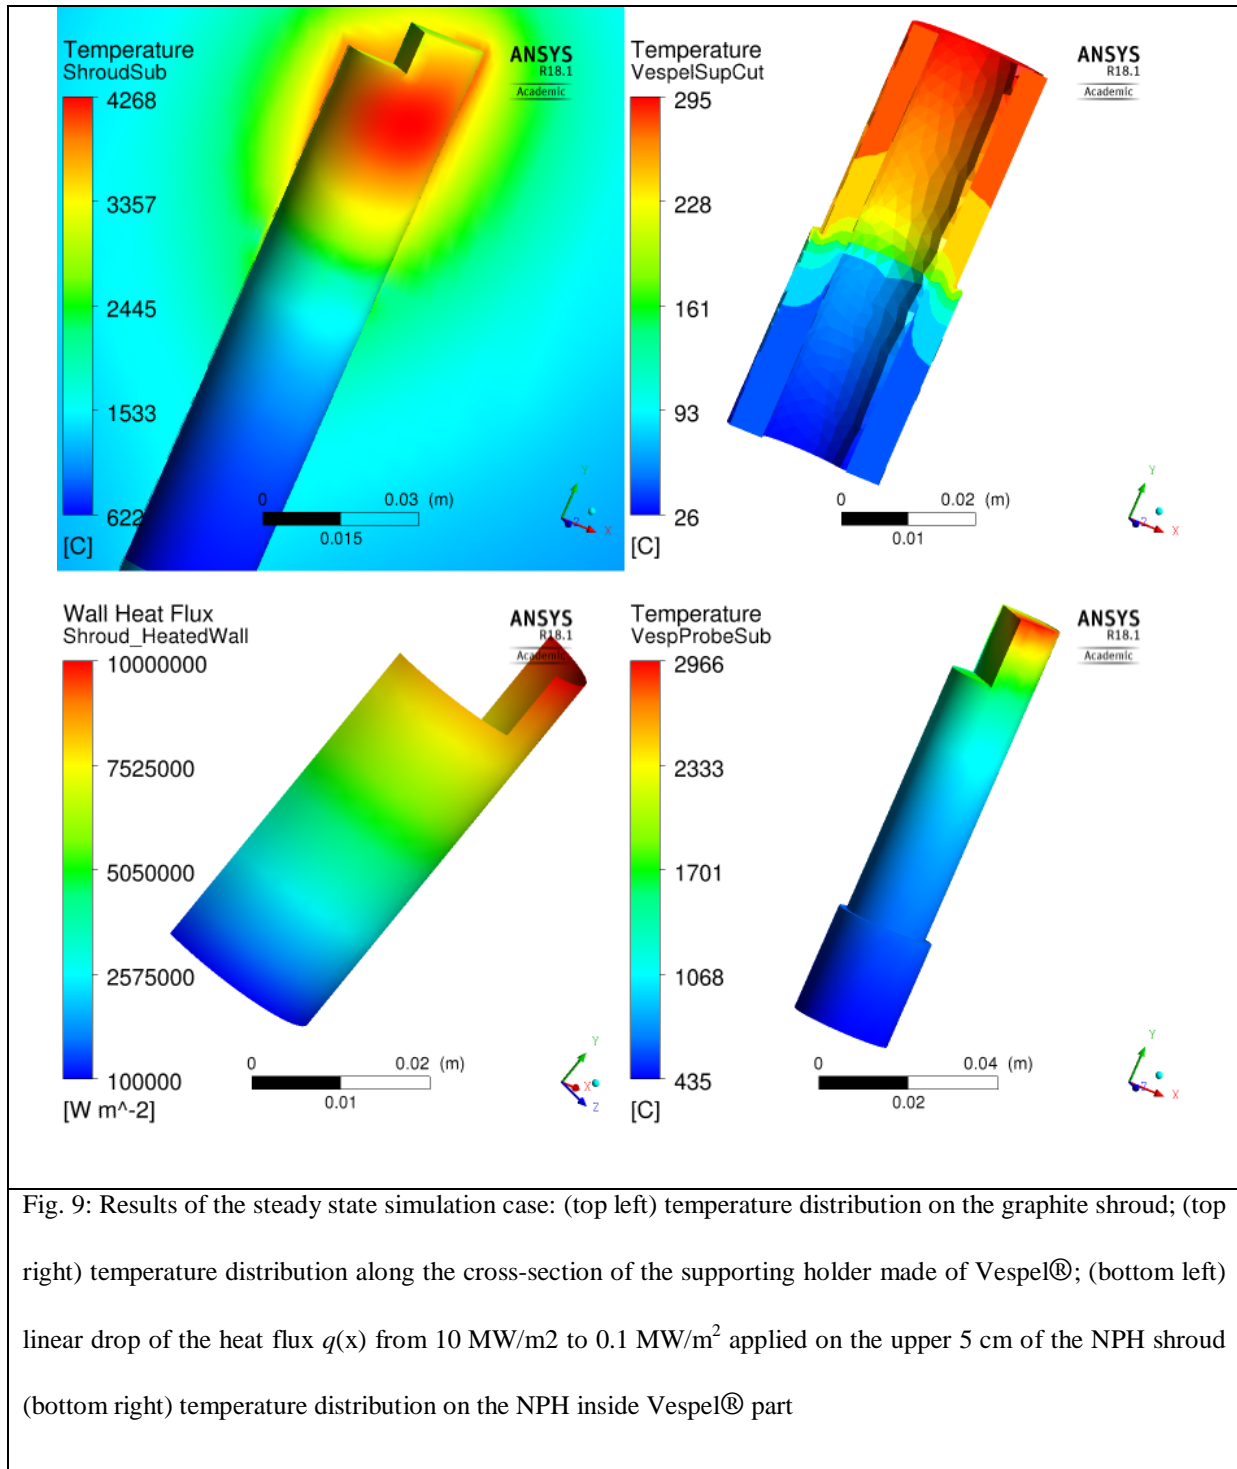 Temperature
ShroudSub
4268
3357
2445
1533
622
[C]
ANSYS
R18.1
Academic
0 0.03 (m)
0.015
Y
Z
X
Temperature
VespelSupCut
295
228
161
93
26
[C]
ANSYS
R18.1
Academic
0 0.02 (m)
0.01
Y
Z
X
Wall Heat Flux
Shroud_HeatedWall
10000000
7525000
5050000
2575000
100000
[W m^-2]
ANSYS
R18.1
Academic
0 0.02 (m)
0.01
Y
X
Z
Temperature
VespProbeSub
2966
2333
1701
1068
435
[C]
ANSYS
R18.1
Academic
0 0.04 (m)
0.02
Y
Z
X
Fig. 9: Results of the steady state simulation case: (top left) temperature distribution on the graphite shroud; (top
right) temperature distribution along the cross-section of the supporting holder made of Vespel®; (bottom left)
linear drop of the heat flux q(x) from 10 MW/m2 to 0.1 MW/m² applied on the upper 5 cm of the NPH shroud
(bottom right) temperature distribution on the NPH inside Vespel® part